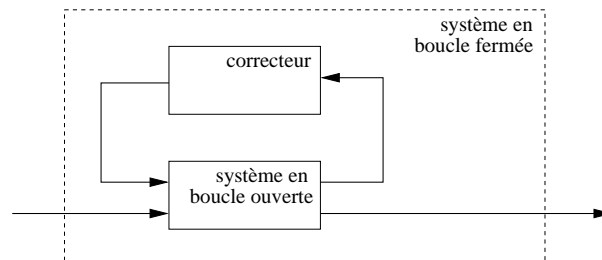 système en
boucle fermée
correcteur
système en
boucle ouverte